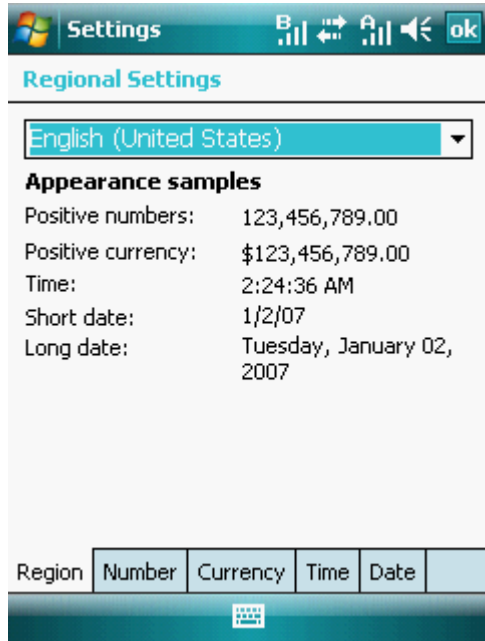 Settings B A ok
Regional Settings
English (United States)
Appearance samples
Positive numbers: 123,456,789.00
Positive currency: $123,456,789.00
Time: 2:24:36 AM
Short date: 1/2/07
Long date: Tuesday, January 02,
2007
Region Number Currency Time Date